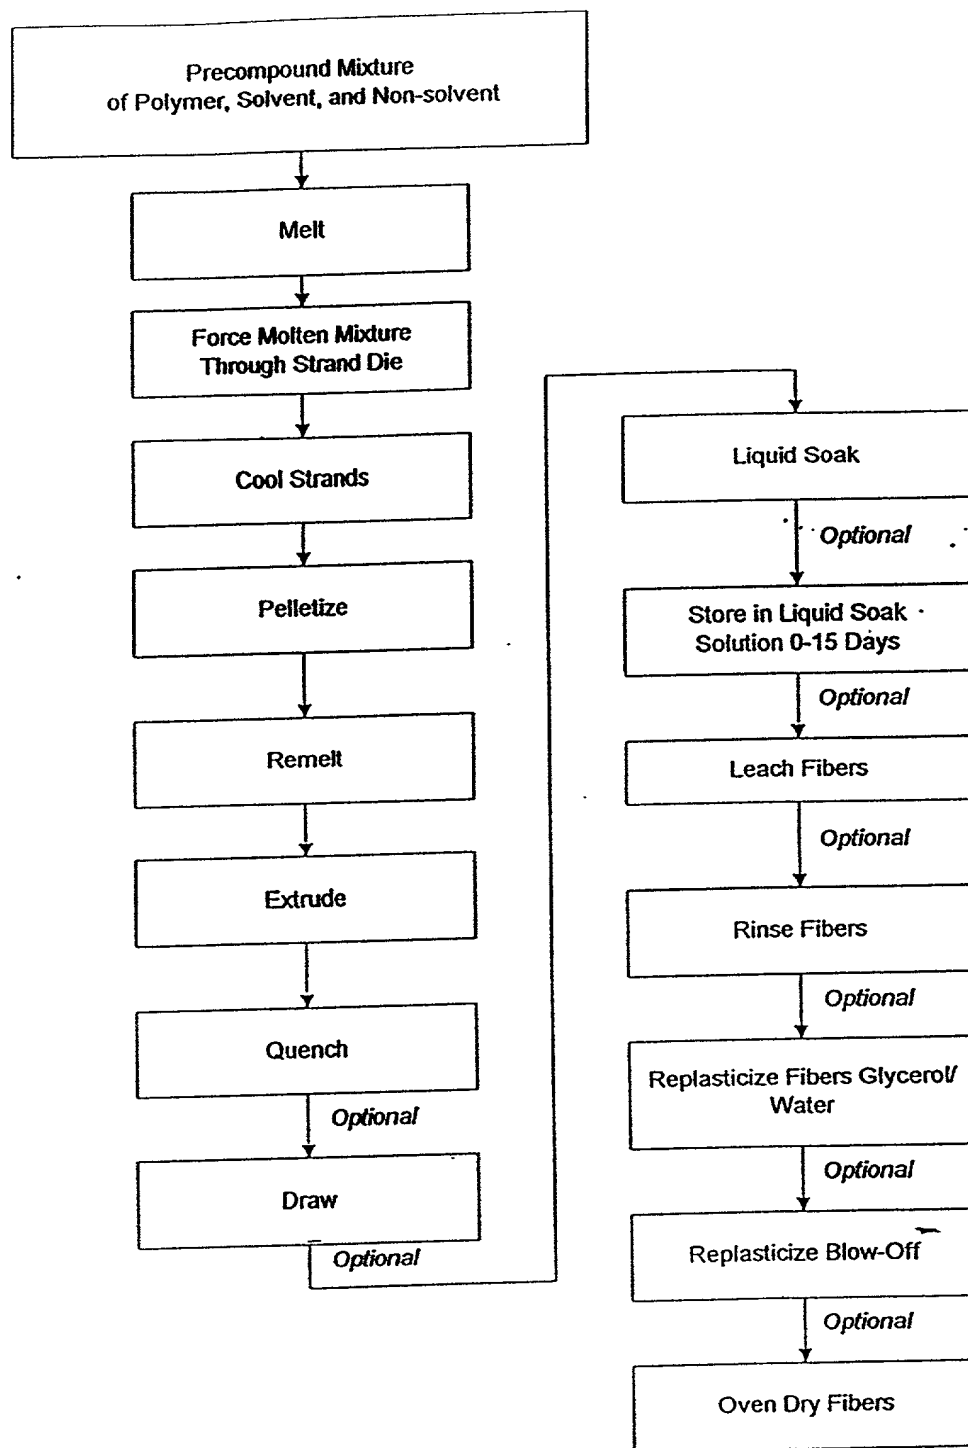 Precompound Mixture
of Polymer, Solvent, and Non-solvent
Melt
Force Molten Mixture
Through Strand Die
Cool Strands
Pelletize
Remelt
Extrude
Quench
Optional
Draw
Optional
Liquid Soak
Optional
Store in Liquid Soak
Solution 0-15 Days
Optional
Leach Fibers
Optional
Rinse Fibers
Optional
Replasticize Fibers Glycerol/
Water
Optional
Replasticize Blow-Off
Optional
Oven Dry Fibers